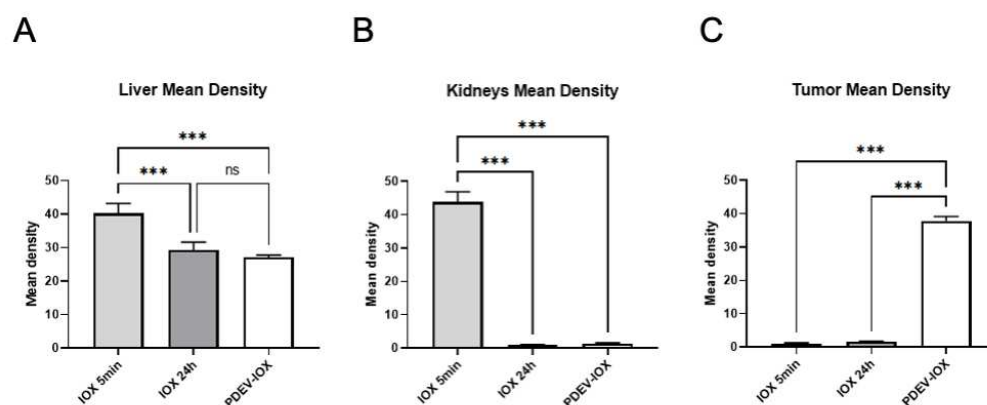 A
B
C
Liver Mean Density
Kidneys Mean Density
Tumor Mean Density
***
***
ns
***
***
***
***
Mean density
50
40
30
20
10
0
IOX 5min
IOX 24h
PDEV-IOX
Mean density
50
40
30
20
10
0
IOX 5min
IOX 24h
PDEV-IOX
Mean density
50
40
30
20
10
0
IOX 5min
IOX 24h
PDEV-IOX